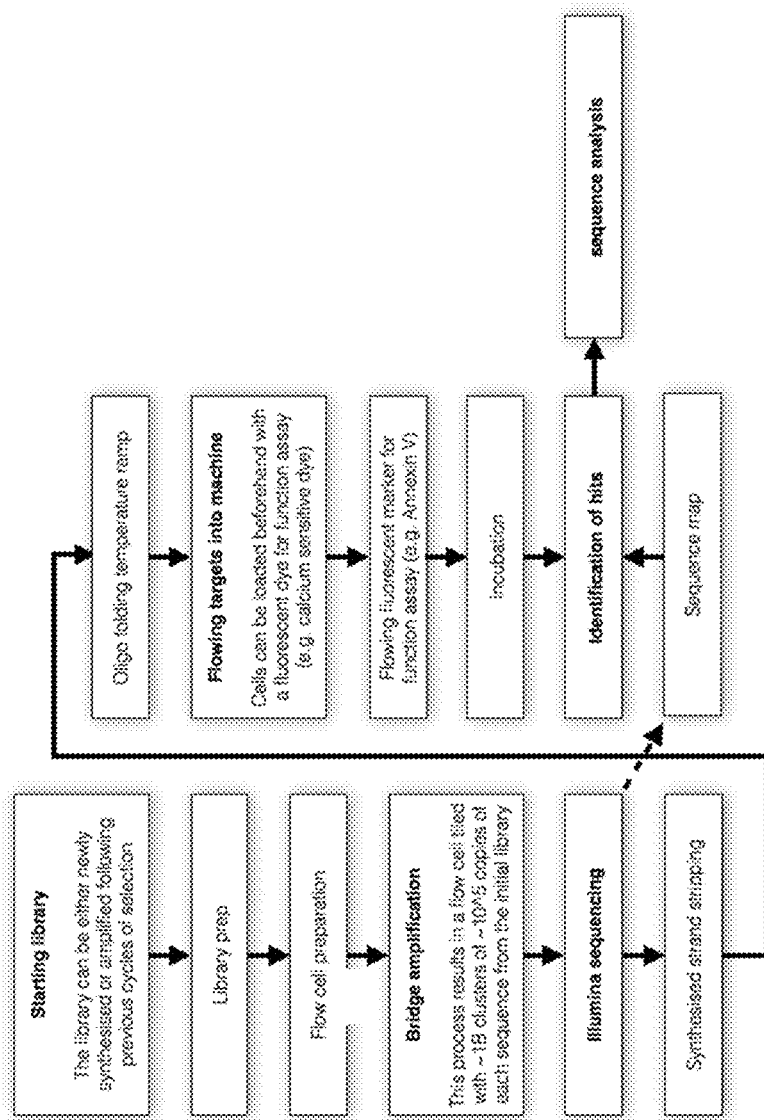 Starting library
The library can be either newly
synthesised or amplified following
previous cycles of selection
Library prep
Flow cell preparation
Bridge amplification
This process results in a flow cell tiled
with ~1B clusters of ~10^5 copies of
each sequence from the initial library
Illumina sequencing
Synthesised strand stripping
Oligo folding temperature ramp
Flowing targets into machine
Cells can be loaded beforehand with
a fluorescent dye for function assay
(e.g. calcium sensitive dye)
Flowing fluorescent marker for
function assay (e.g. Annexin V)
Incubation
Identification of hits
Sequence map
sequence analysis